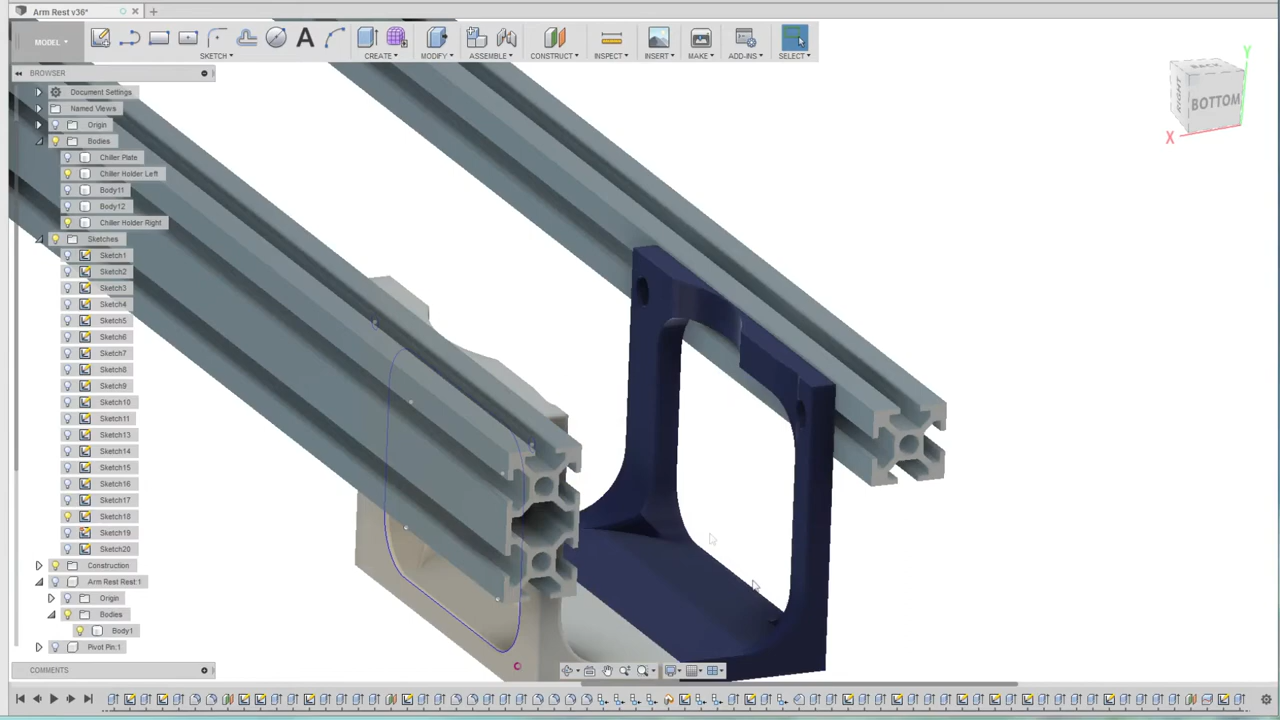 Arm Rest v36*
MODEL
SKETCH
CREATE
MODIFY
ASSEMBLE
CONSTRUCT
INSPECT
INSERT
MAKE
ADD-INS
SELECT
BROWSER
Document Settings
Named Views
Origin
Bodies
Chiller Plate
Chiller Holder Left
Body11
Body12
Chiller Holder Right
Sketches
Sketch1
Sketch2
Sketch3
Sketch4
Sketch5
Sketch6
Sketch7
Sketch8
Sketch9
Sketch10
Sketch11
Sketch13
Sketch14
Sketch15
Sketch16
Sketch17
Sketch18
Sketch19
Sketch20
Construction
Arm Rest Rest:1
Origin
Bodies
Body1
Pivot Pin:1
COMMENTS
BACK
RIGHT
BOTTOM
Y
X